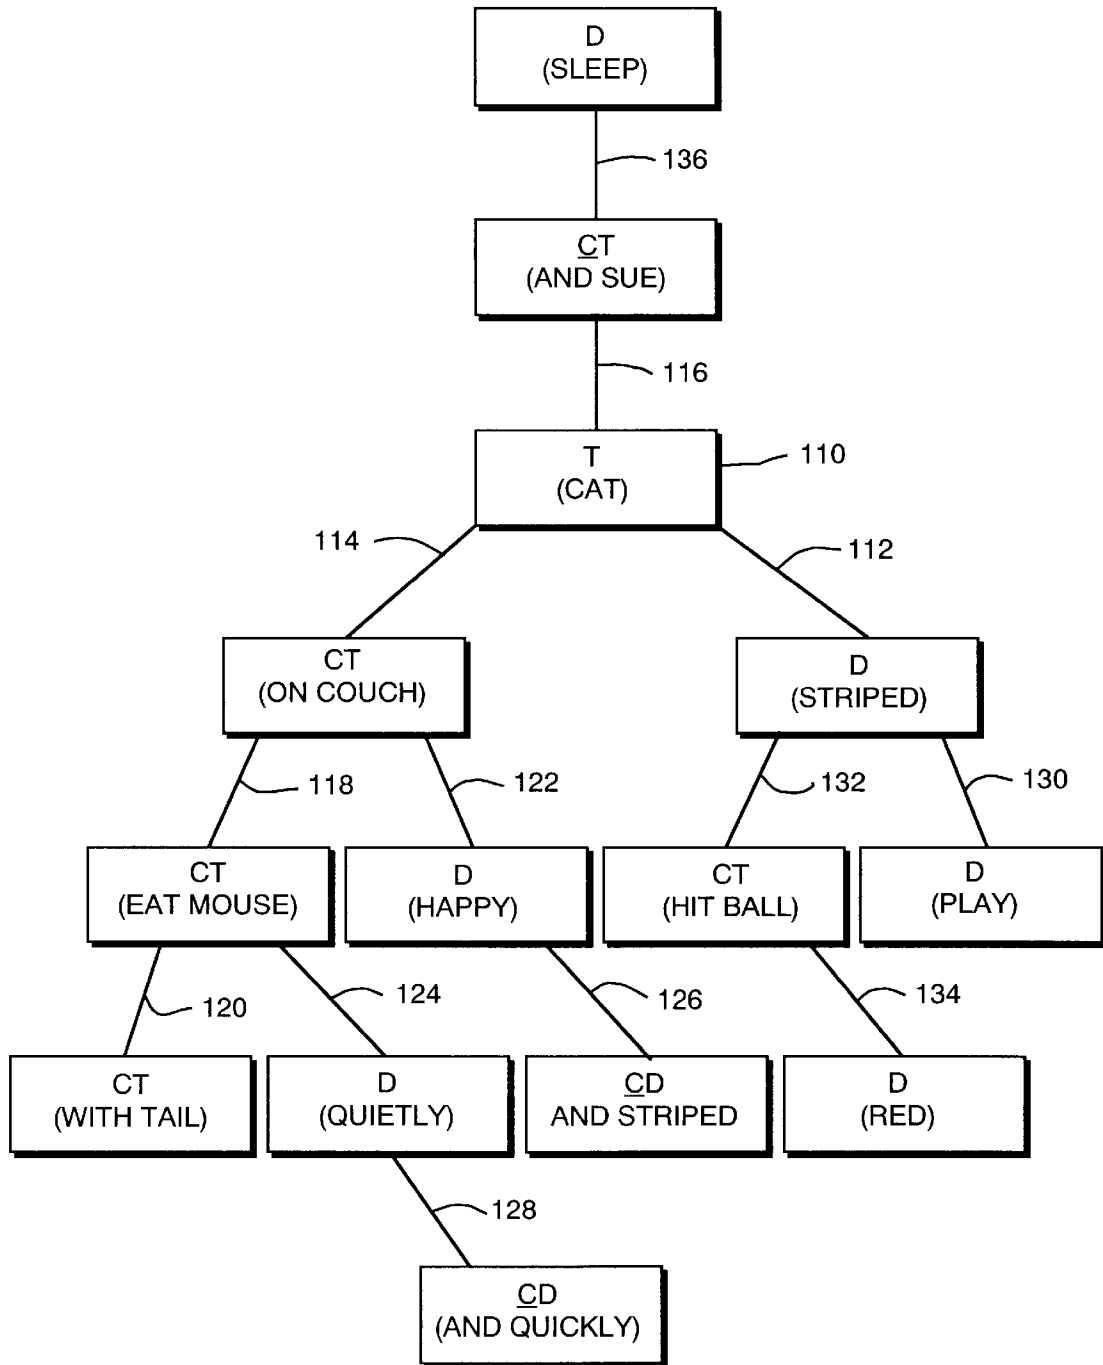 D
(SLEEP)
136
CT
(AND SUE)
116
T
(CAT)
110
114
112
CT
(ON COUCH)
D
(STRIPED)
118
122
132
130
CT
(EAT MOUSE)
D
(HAPPY)
CT
(HIT BALL)
D
(PLAY)
120
124
126
134
CT
(WITH TAIL)
D
(QUIETLY)
CD
AND STRIPED
D
(RED)
128
CD
(AND QUICKLY)